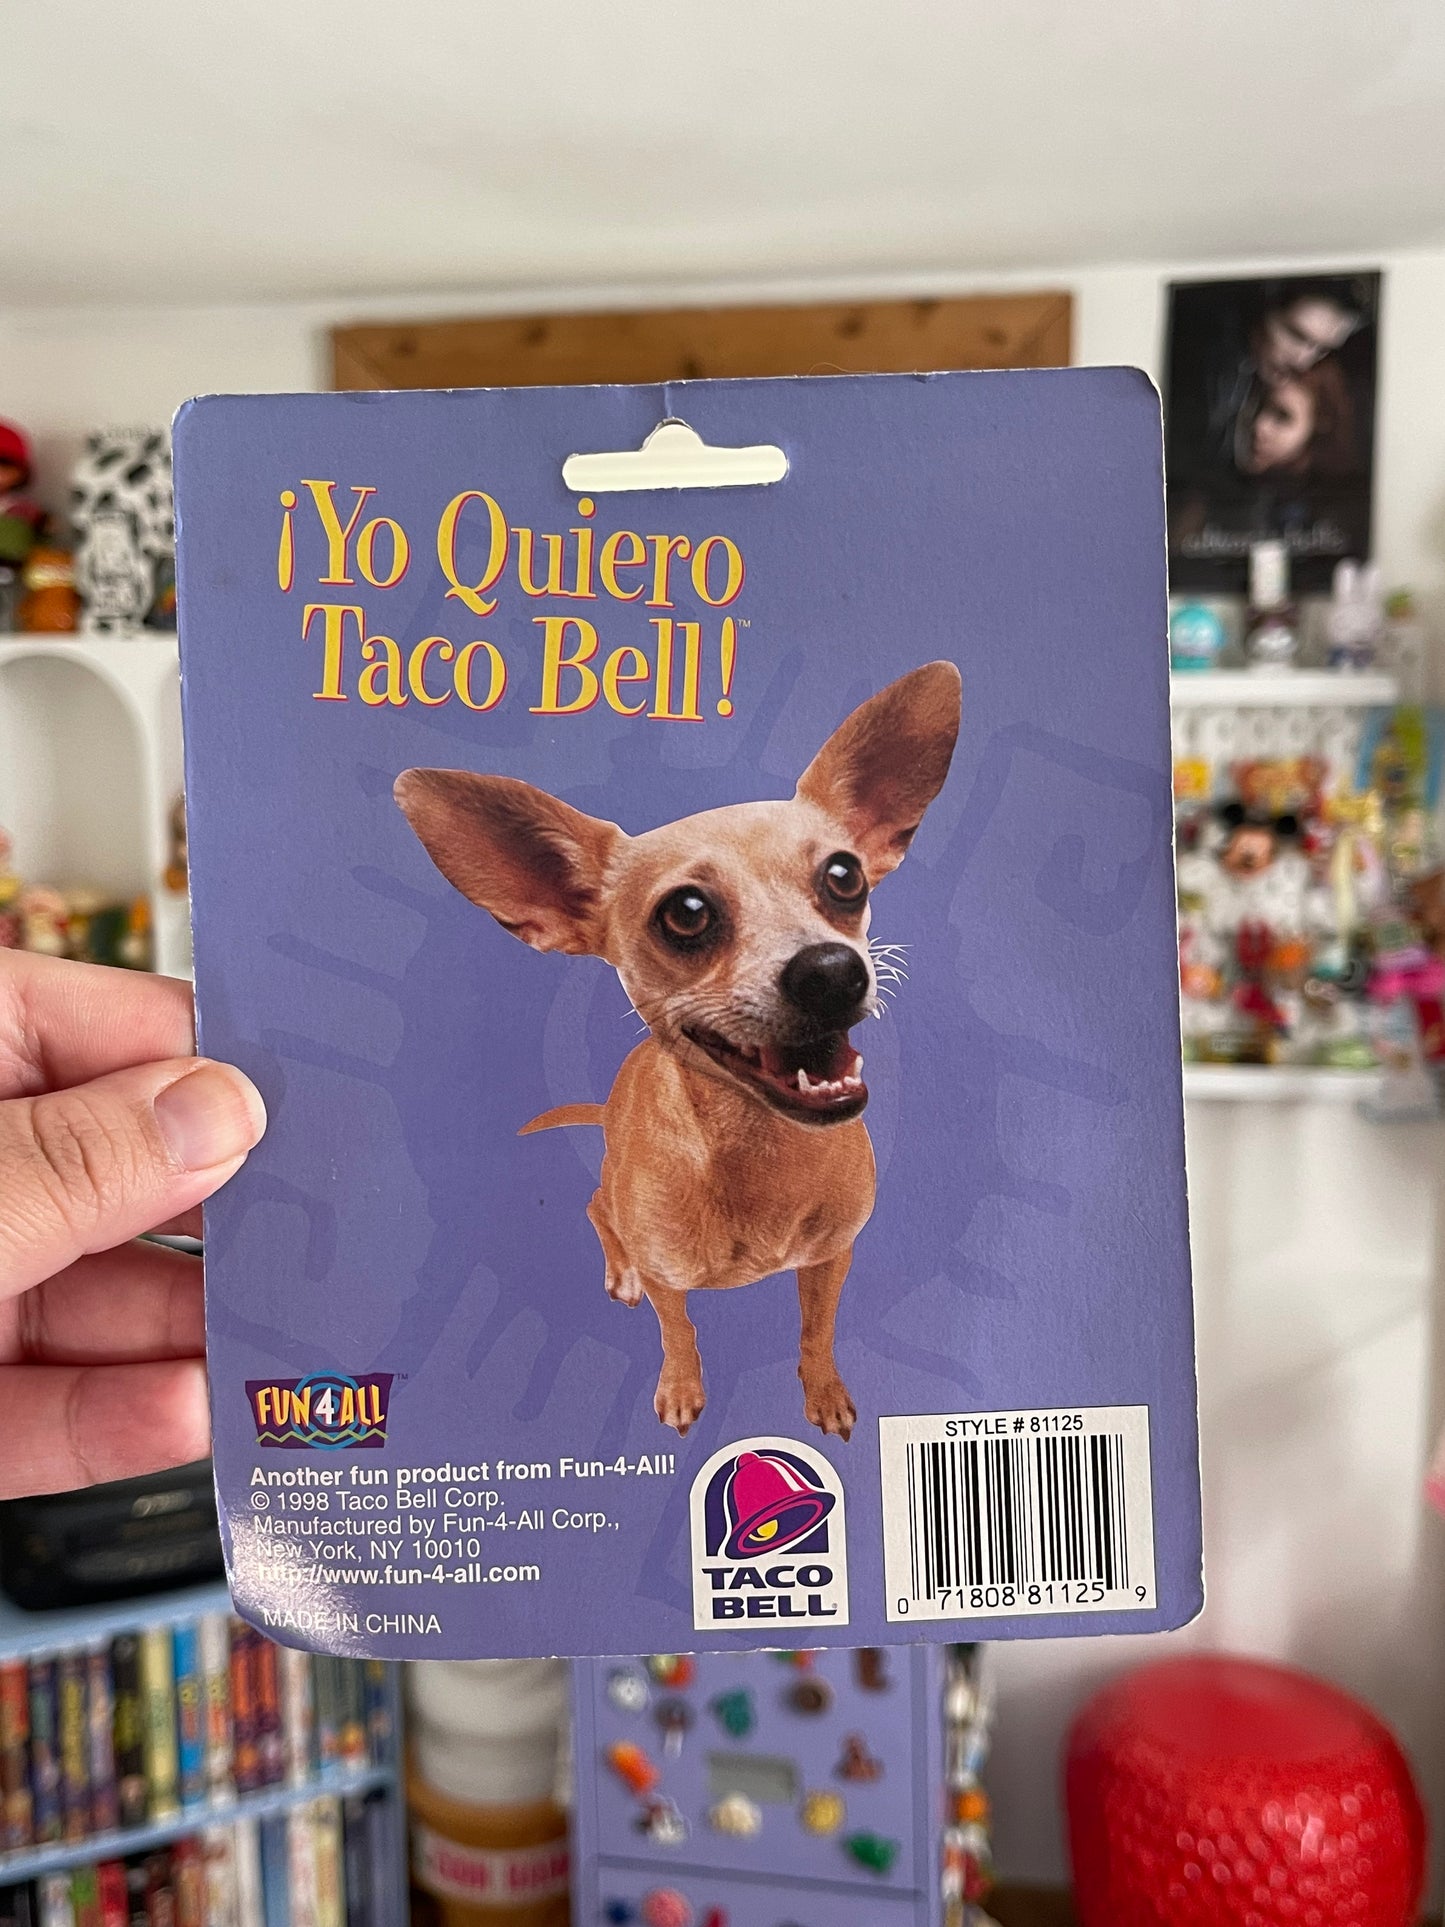 ¡Yo Quiero
Taco Bell!™
FUN4ALL™
Another fun product from Fun-4-All!
© 1998 Taco Bell Corp.
Manufactured by Fun-4-All Corp.,
New York, NY 10010
http://www.fun-4-all.com
MADE IN CHINA
TACO
BELL®
STYLE # 81125
0 71808 81125 9